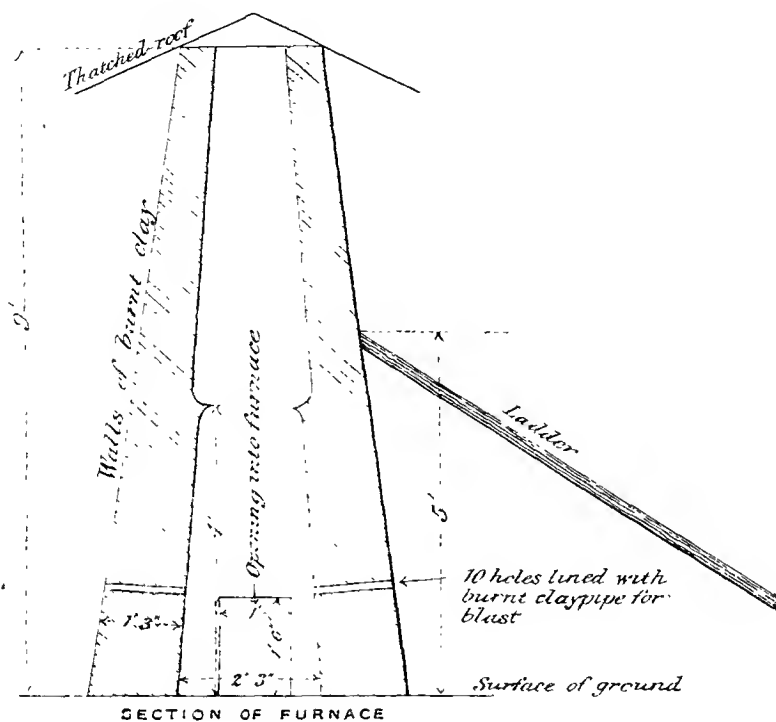 Thatched roof
Walls of burnt clay
9'
Opening into furnace
4'
5'
Ladder
10 holes lined with
burnt claypipe for
blast
1' 3"
1'
1' 6"
2' 3"
Surface of ground
SECTION OF FURNACE